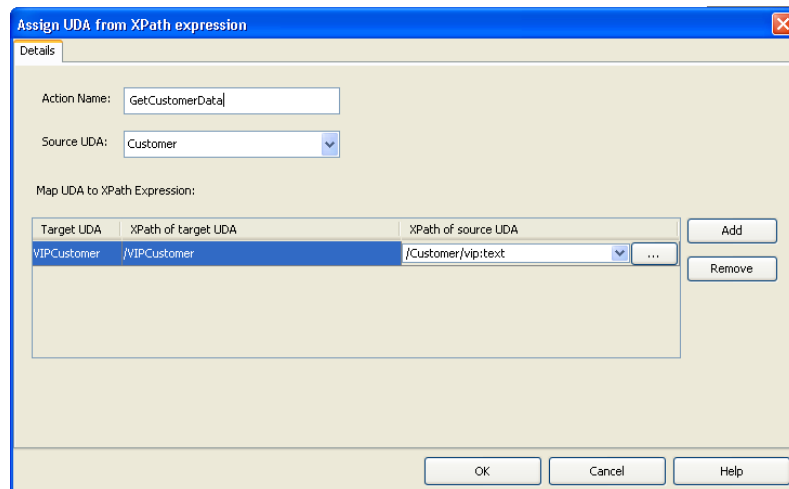 Assign UDA from XPath expression
Details
Action Name: GetCustomerData
Source UDA: Customer
Map UDA to XPath Expression:
Target UDA XPath of target UDA XPath of source UDA Add
VIPCustomer /VIPCustomer /Customer/vip:text ...
Remove
OK Cancel Help